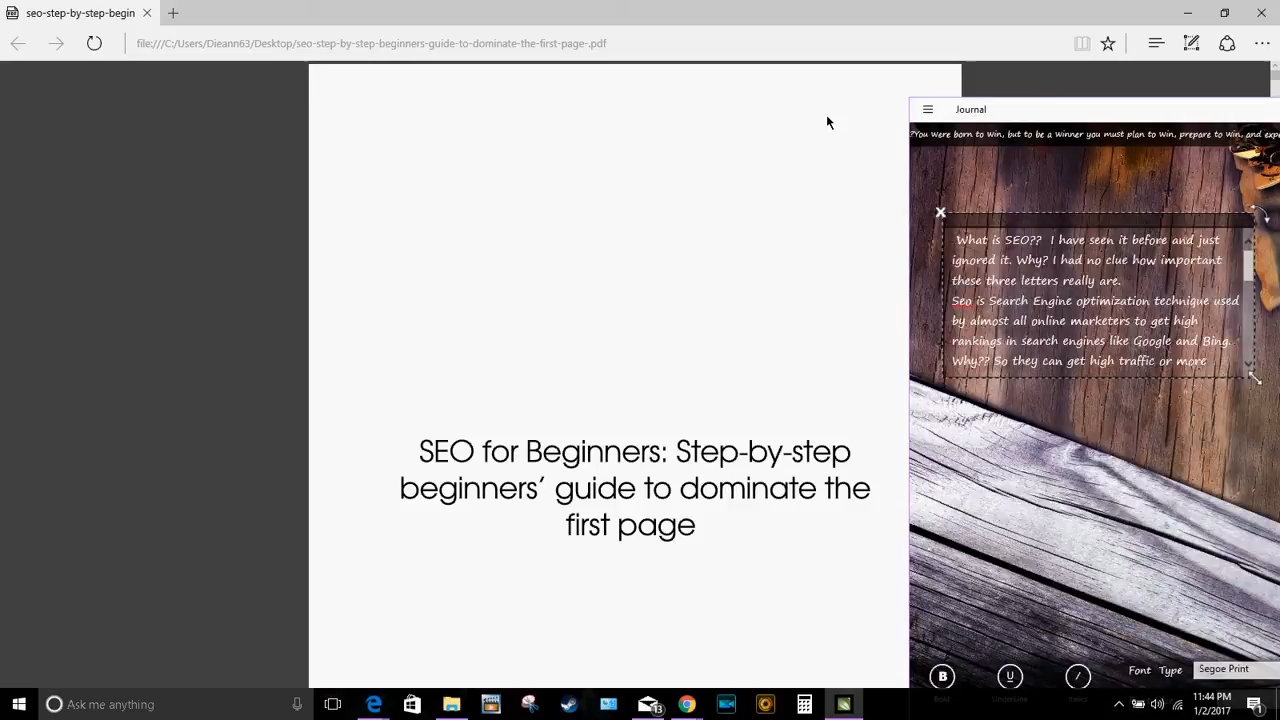 seo-step-by-step-begin
file:///C:/Users/Dieann63/Desktop/seo-step-by-step-beginners-guide-to-dominate-the-first-page-.pdf
Journal
?You were born to win, but to be a winner you must plan to win, prepare to win, and expe
What is SEO?? I have seen it before and just
ignored it. Why? I had no clue how important
these three letters really are.
Seo is Search Engine optimization technique used
by almost all online marketers to get high
rankings in search engines like Google and Bing.
Why?? So they can get high traffic or more
SEO for Beginners: Step-by-step
beginners' guide to dominate the
first page
B
U
/
Font Type
Segoe Print
Bold
UnderLine
Italics
Ask me anything
13
11:44 PM
1/2/2017
1